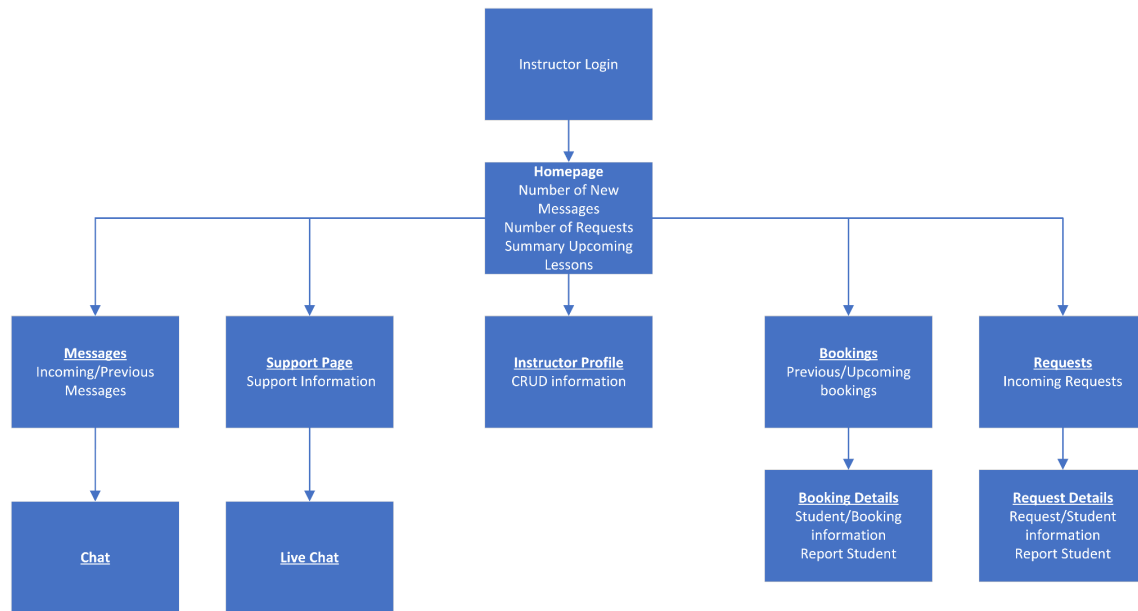 Instructor Login
Homepage
Number of New
Messages
Number of Requests
Summary Upcoming
Lessons
Messages
Incoming/Previous
Messages
Support Page
Support Information
Instructor Profile
CRUD information
Bookings
Previous/Upcoming
bookings
Requests
Incoming Requests
Chat
Live Chat
Booking Details
Student/Booking
information
Report Student
Request Details
Request/Student
information
Report Student